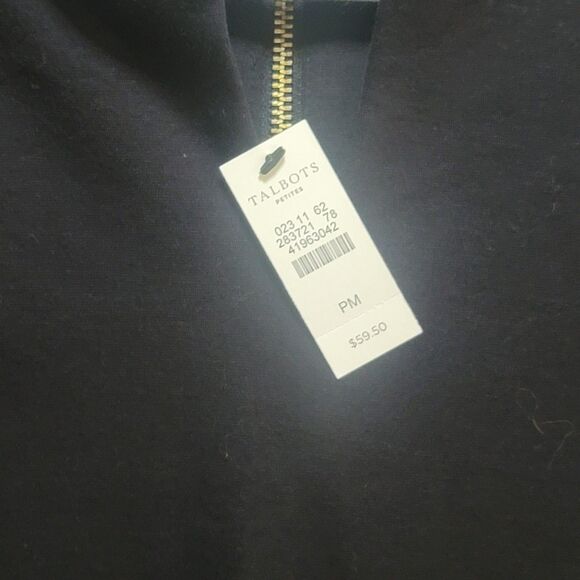 TALBOTS
PETITES
023 11 62
283721 78
41963042
PM
$59.50